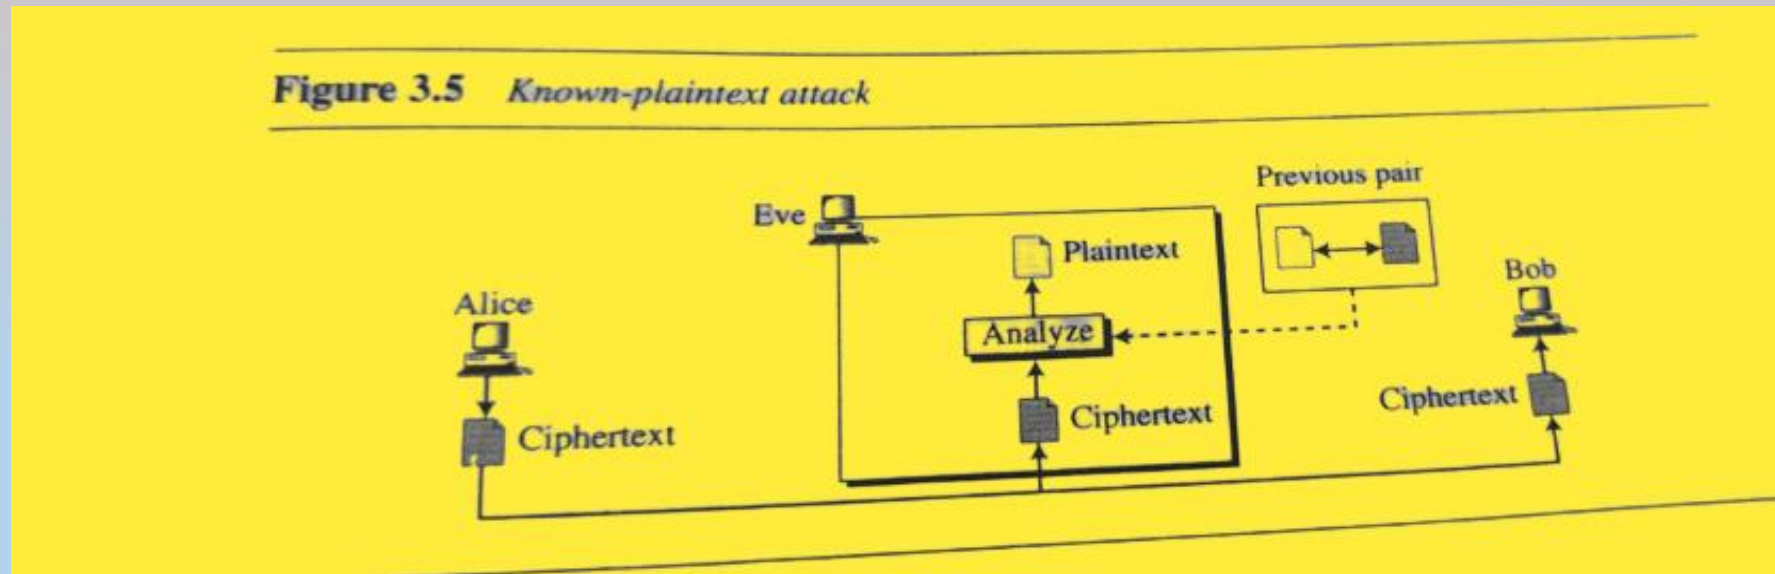 Figure 3.5 Known-plaintext attack
Previous pair
Eve
Plaintext
Bob
Alice
Analyze
Ciphertext
Ciphertext
Ciphertext